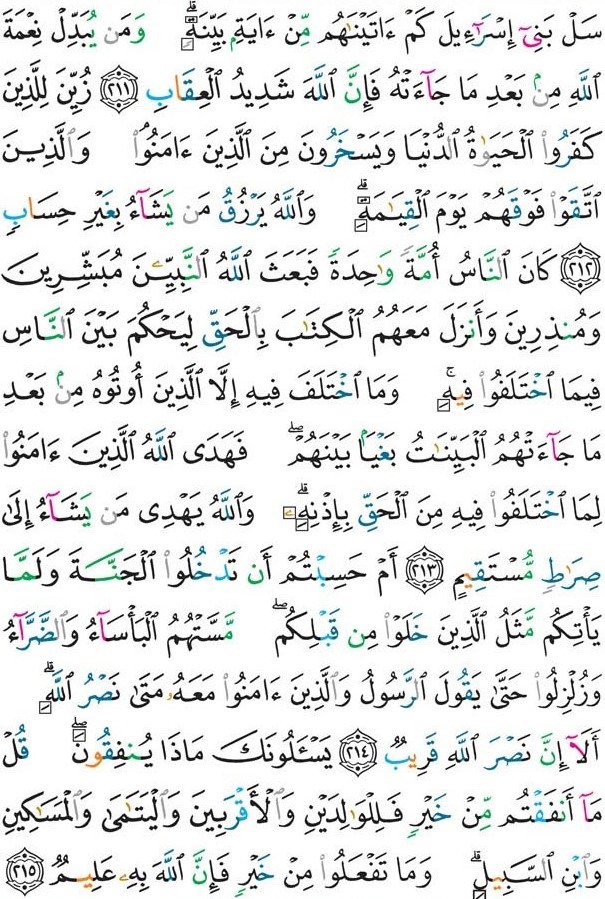 سَلْ بَنِىٓ إِسْرَٰٓءِيلَ كَمْ ءَاتَيْنَٰهُم مِّنْ ءَايَةٍۭ بَيِّنَةٍۗ وَمَن يُبَدِّلْ نِعْمَةَ
ٱللَّهِ مِنۢ بَعْدِ مَا جَآءَتْهُ فَإِنَّ ٱللَّهَ شَدِيدُ ٱلْعِقَابِ ٢١١ زُيِّنَ لِلَّذِينَ
كَفَرُوا۟ ٱلْحَيَوٰةُ ٱلدُّنْيَا وَيَسْخَرُونَ مِنَ ٱلَّذِينَ ءَامَنُوا۟ۘ وَٱلَّذِينَ
ٱتَّقَوْا۟ فَوْقَهُمْ يَوْمَ ٱلْقِيَٰمَةِۗ وَٱللَّهُ يَرْزُقُ مَن يَشَآءُ بِغَيْرِ حِسَابٍ
٢١٢ كَانَ ٱلنَّاسُ أُمَّةً وَٰحِدَةً فَبَعَثَ ٱللَّهُ ٱلنَّبِيِّـۧنَ مُبَشِّرِينَ
وَمُنذِرِينَ وَأَنزَلَ مَعَهُمُ ٱلْكِتَٰبَ بِٱلْحَقِّ لِيَحْكُمَ بَيْنَ ٱلنَّاسِ
فِيمَا ٱخْتَلَفُوا۟ فِيهِۚ وَمَا ٱخْتَلَفَ فِيهِ إِلَّا ٱلَّذِينَ أُوتُوهُ مِنۢ بَعْدِ
مَا جَآءَتْهُمُ ٱلْبَيِّنَٰتُ بَغْيًۢا بَيْنَهُمْۖ فَهَدَى ٱللَّهُ ٱلَّذِينَ ءَامَنُوا۟
لِمَا ٱخْتَلَفُوا۟ فِيهِ مِنَ ٱلْحَقِّ بِإِذْنِهِۦۗ وَٱللَّهُ يَهْدِى مَن يَشَآءُ إِلَىٰ
صِرَٰطٍ مُّسْتَقِيمٍ ٢١٣ أَمْ حَسِبْتُمْ أَن تَدْخُلُوا۟ ٱلْجَنَّةَ وَلَمَّا
يَأْتِكُم مَّثَلُ ٱلَّذِينَ خَلَوْا۟ مِن قَبْلِكُمۖ مَّسَّتْهُمُ ٱلْبَأْسَآءُ وَٱلضَّرَّآءُ
وَزُلْزِلُوا۟ حَتَّىٰ يَقُولَ ٱلرَّسُولُ وَٱلَّذِينَ ءَامَنُوا۟ مَعَهُۥ مَتَىٰ نَصْرُ ٱللَّهِۗ
أَلَآ إِنَّ نَصْرَ ٱللَّهِ قَرِيبٌ ٢١٤ يَسْـَٔلُونَكَ مَاذَا يُنفِقُونَۖ قُلْ
مَآ أَنفَقْتُم مِّنْ خَيْرٍ فَلِلْوَٰلِدَيْنِ وَٱلْأَقْرَبِينَ وَٱلْيَتَٰمَىٰ وَٱلْمَسَٰكِينِ
وَٱبْنِ ٱلسَّبِيلِۗ وَمَا تَفْعَلُوا۟ مِنْ خَيْرٍ فَإِنَّ ٱللَّهَ بِهِۦ عَلِيمٌ ٢١٥